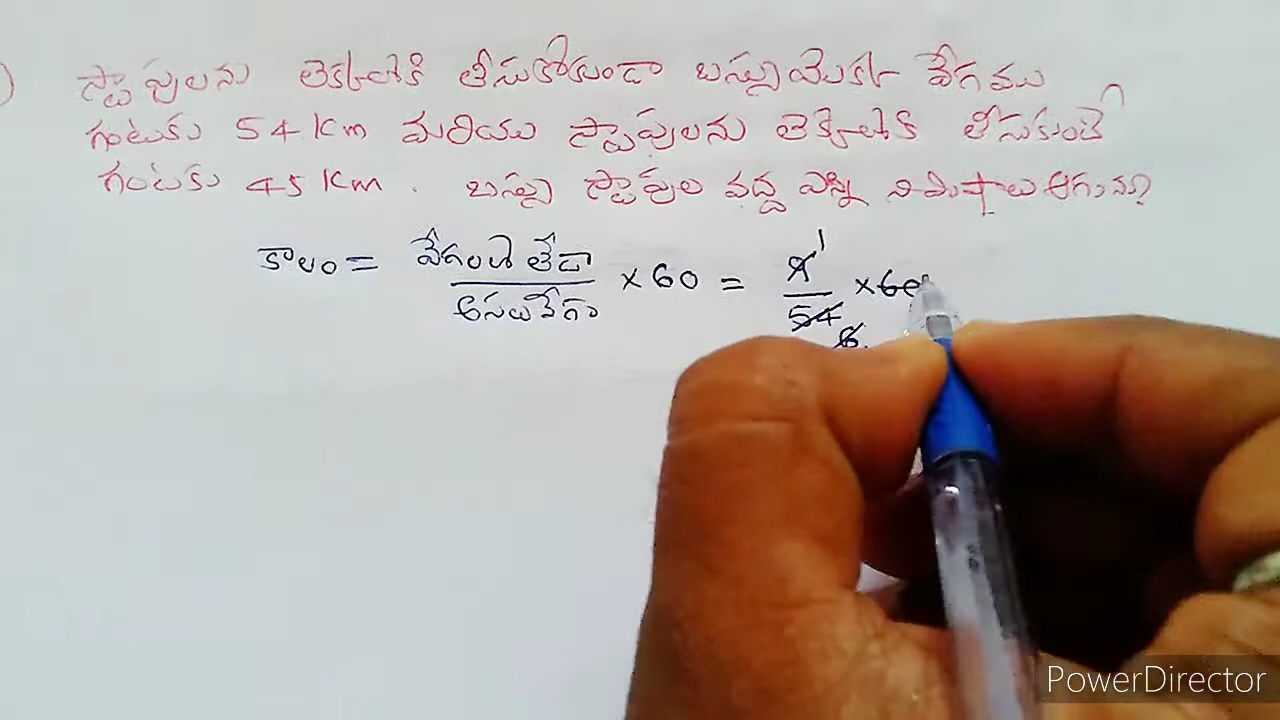 ) స్టాపులను లెక్కలోకి తీసుకోకుండా బస్సుయొక్క వేగము
గంటకు 54 Km మరియు స్టాపులను లెక్కలోకి తీసుకుంటే
గంటకు 45 Km . బస్సు స్టాపుల వద్ద ఎన్ని నిమిషాలు ఆగును?
కాలం = వేగంలో తేడా / అసలువేగం × 60 = 9 1 / 54 6 × 60
PowerDirector